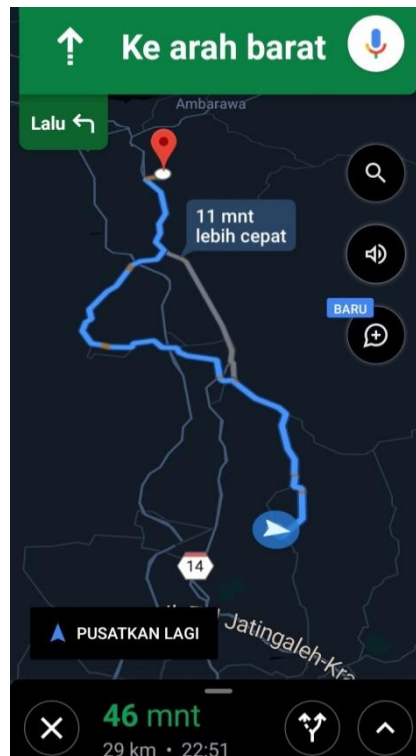 Ke arah barat
Lalu
Ambarawa
11 mnt
lebih cepat
BARU
14
PUSATKAN LAGI
Jatingaleh-Kra
46 mnt
29 km • 22:51